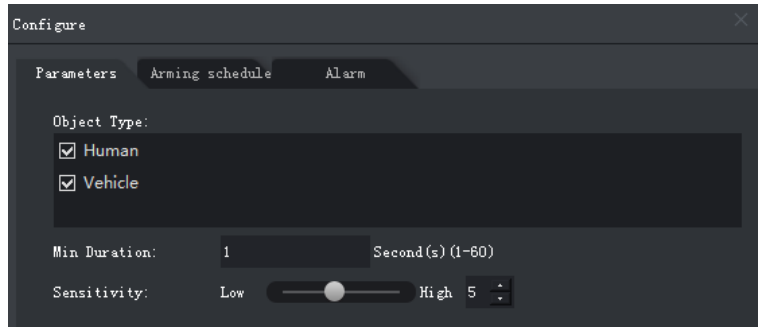 Configure
Parameters Arming schedule Alarm
Object Type:
Human
Vehicle
Min Duration: 1 Second(s)(1-60)
Sensitivity: Low High 5